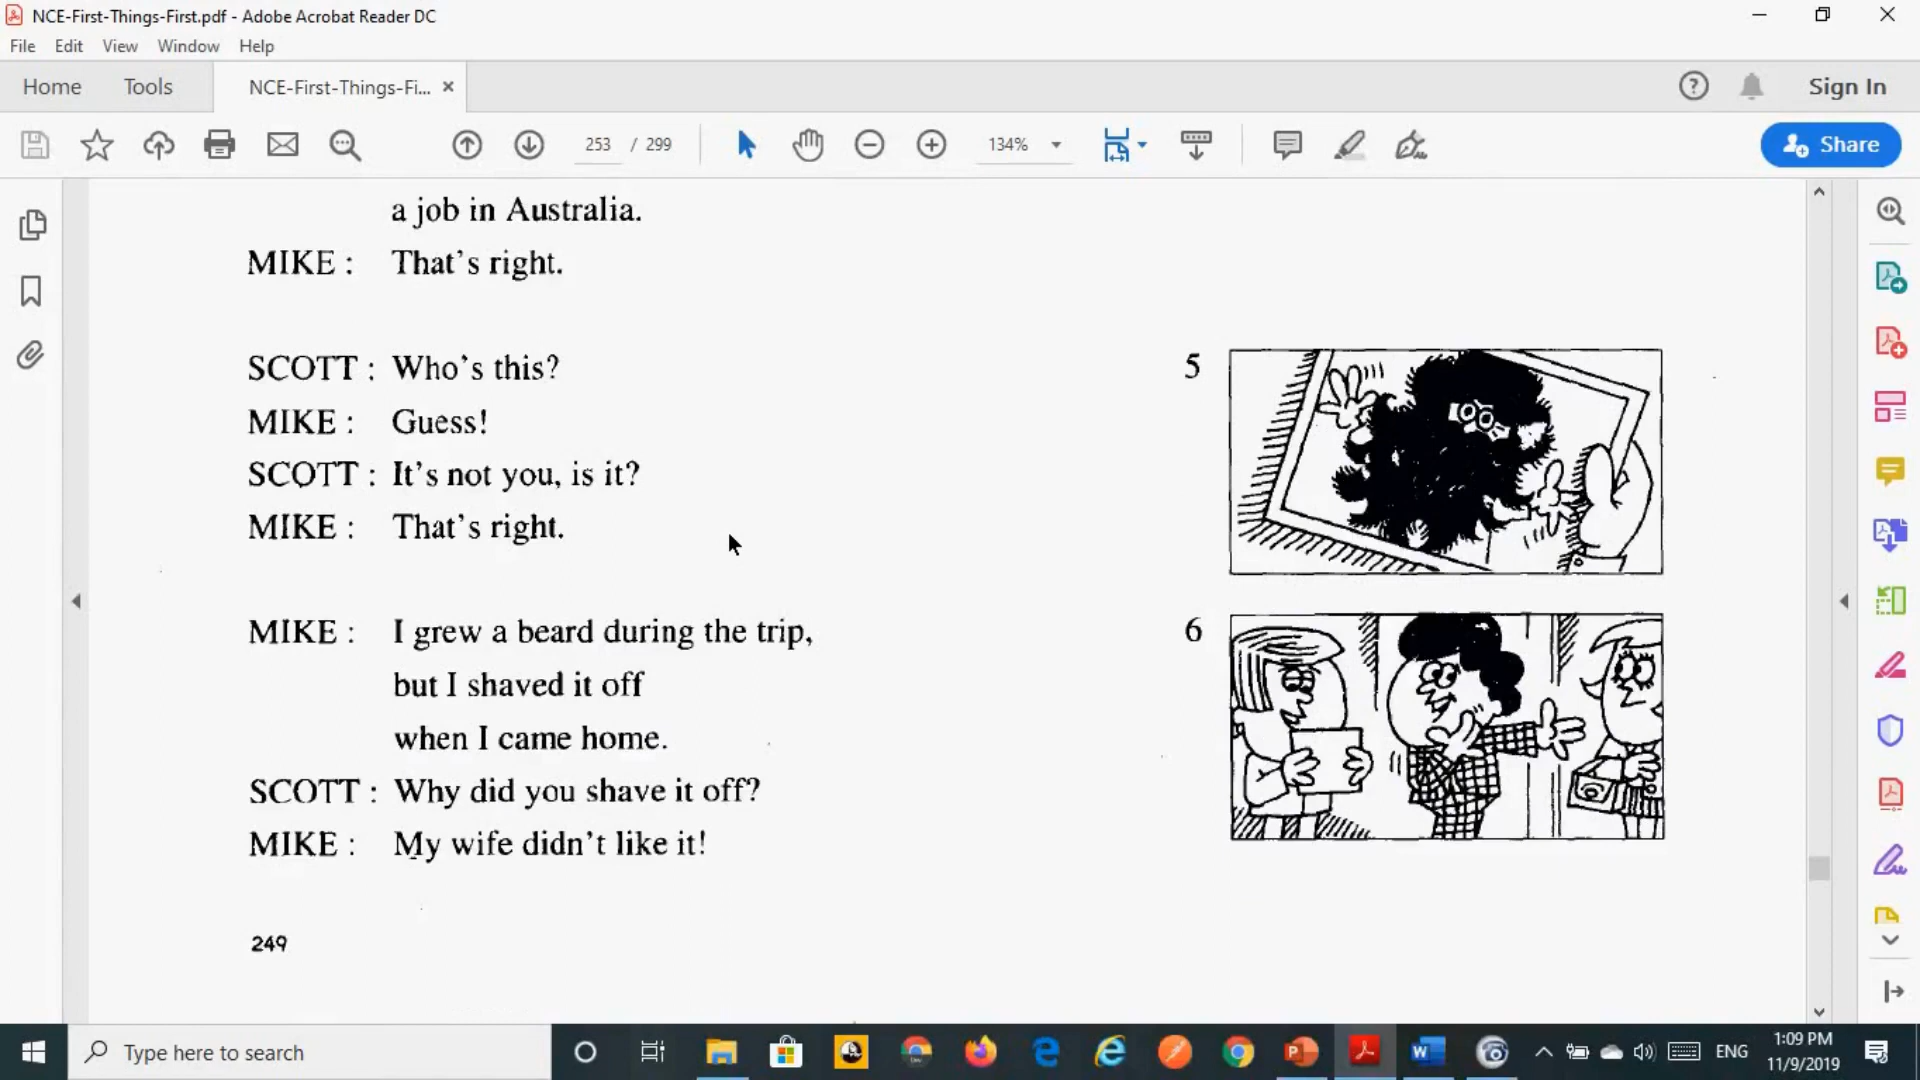 NCE-First-Things-First.pdf - Adobe Acrobat Reader DC
File Edit View Window Help
Home Tools NCE-First-Things-Fi... × Sign In
253 / 299 134% Share
a job in Australia.
MIKE : That's right.
SCOTT : Who's this?
MIKE : Guess!
SCOTT : It's not you, is it?
MIKE : That's right.
5
MIKE : I grew a beard during the trip,
but I shaved it off
when I came home.
SCOTT : Why did you shave it off?
MIKE : My wife didn't like it!
6
249
Type here to search
ENG
1:09 PM
11/9/2019